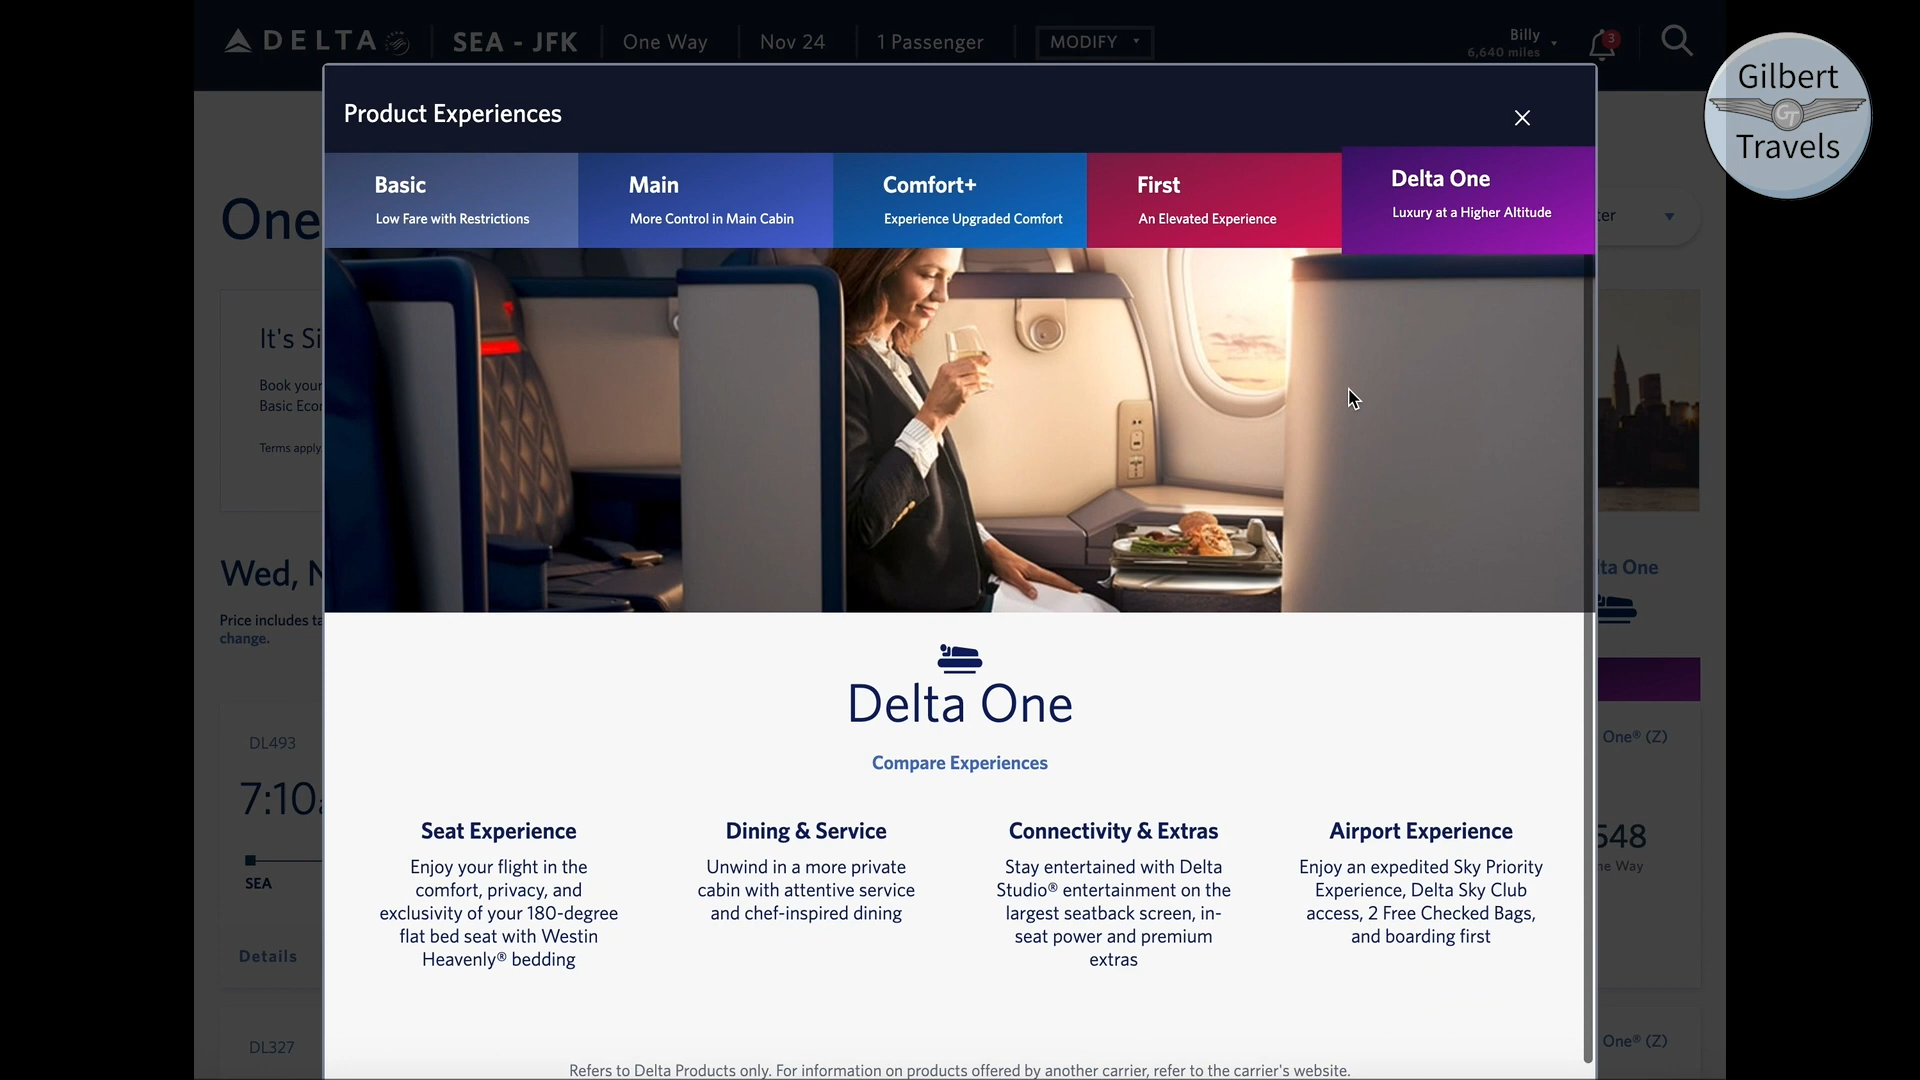 DELTA
SEA - JFK
One Way
Nov 24
1 Passenger
MODIFY
Billy
6,640 miles
3
Gilbert
GT
Travels
Product Experiences
Basic
Low Fare with Restrictions
Main
More Control in Main Cabin
Comfort+
Experience Upgraded Comfort
First
An Elevated Experience
Delta One
Luxury at a Higher Altitude
One
It's Si
Book your
Basic Econ
Terms apply
Wed, N
Price includes ta
change.
Delta One
Compare Experiences
Seat Experience
Enjoy your flight in the
comfort, privacy, and
exclusivity of your 180-degree
flat bed seat with Westin
Heavenly® bedding
Dining & Service
Unwind in a more private
cabin with attentive service
and chef-inspired dining
Connectivity & Extras
Stay entertained with Delta
Studio® entertainment on the
largest seatback screen, in-
seat power and premium
extras
Airport Experience
Enjoy an expedited Sky Priority
Experience, Delta Sky Club
access, 2 Free Checked Bags,
and boarding first
DL493
7:10a
SEA
Details
DL327
ter
lta One
One® (Z)
548
ne Way
One® (Z)
Refers to Delta Products only. For information on products offered by another carrier, refer to the carrier's website.